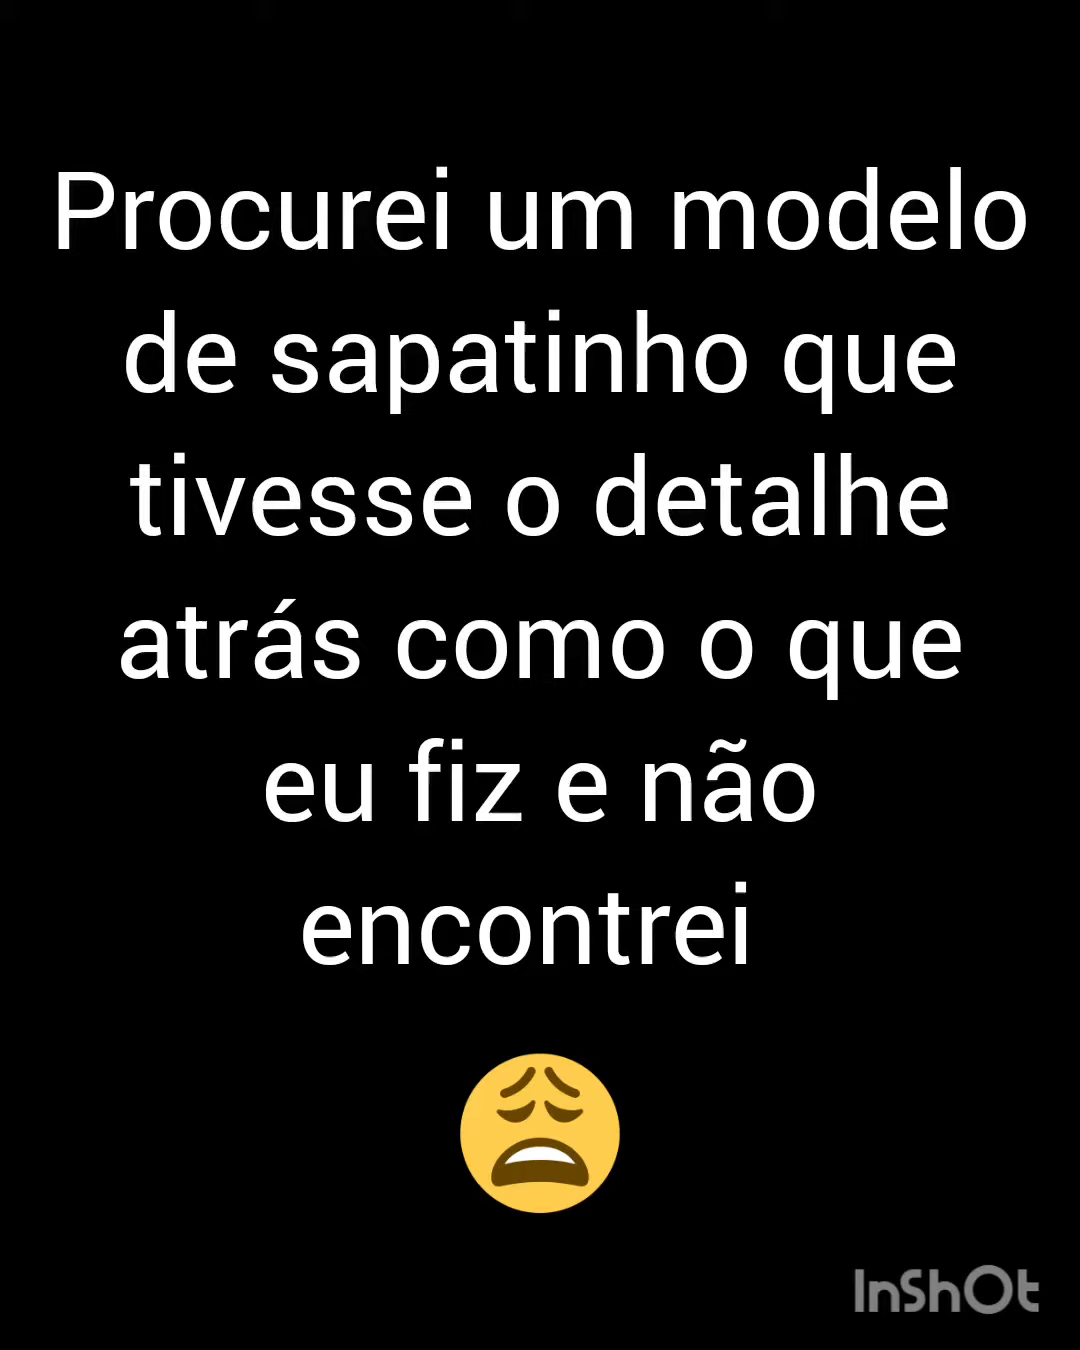 Procurei um modelo
de sapatinho que
tivesse o detalhe
atrás como o que
eu fiz e não
encontrei
InShOt